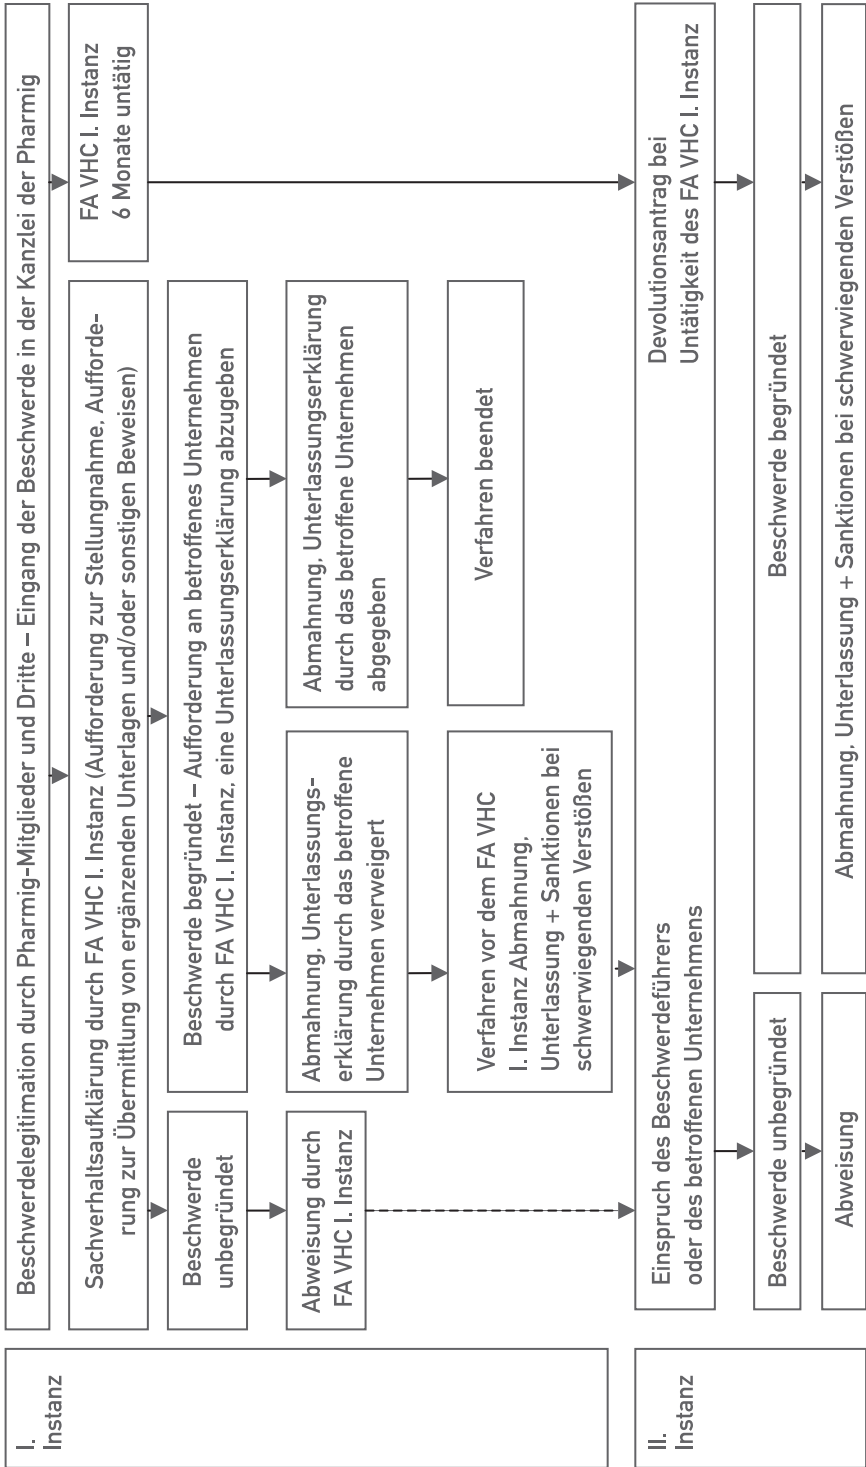 I.
Instanz
Beschwerdelegitimation durch Pharmig-Mitglieder und Dritte – Eingang der Beschwerde in der Kanzlei der Pharmig
Sachverhaltsaufklärung durch FA VHC I. Instanz (Aufforderung zur Stellungnahme, Aufforde-
rung zur Übermittlung von ergänzenden Unterlagen und/oder sonstigen Beweisen)
FA VHC I. Instanz
6 Monate untätig
Beschwerde
unbegründet
Beschwerde begründet – Aufforderung an betroffenes Unternehmen
durch FA VHC I. Instanz, eine Unterlassungserklärung abzugeben
Abweisung durch
FA VHC I. Instanz
Abmahnung, Unterlassungs-
erklärung durch das betroffene
Unternehmen verweigert
Abmahnung, Unterlassungserklärung
durch das betroffene Unternehmen
abgegeben
Verfahren vor dem FA VHC
I. Instanz Abmahnung,
Unterlassung + Sanktionen bei
schwerwiegenden Verstößen
Verfahren beendet
II.
Instanz
Einspruch des Beschwerdeführers
oder des betroffenen Unternehmens
Devolutionsantrag bei
Untätigkeit des FA VHC I. Instanz
Beschwerde unbegründet
Beschwerde begründet
Abweisung
Abmahnung, Unterlassung + Sanktionen bei schwerwiegenden Verstößen